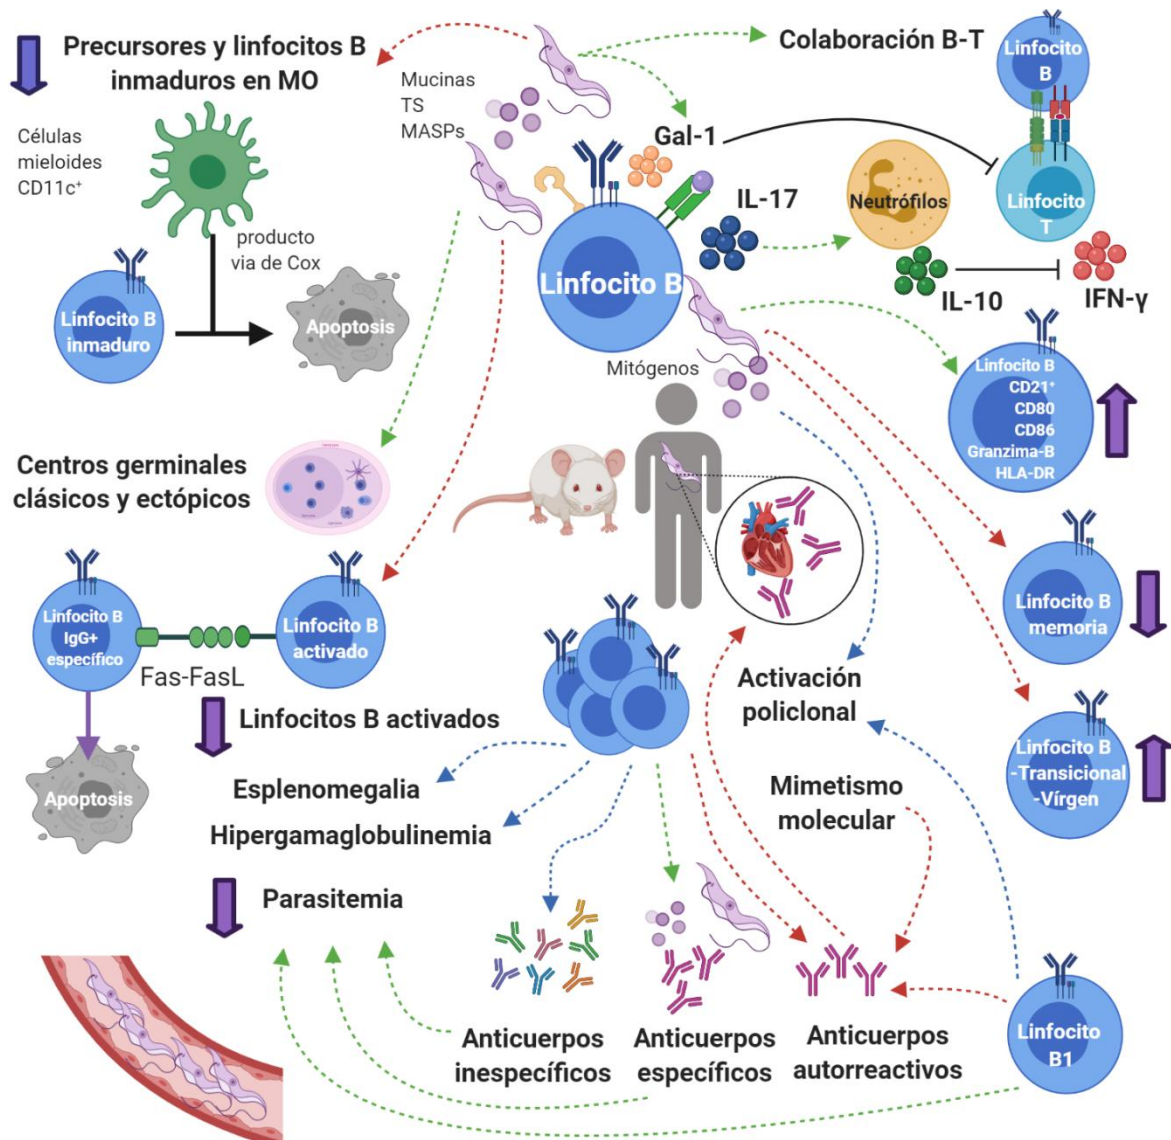 Precursores y linfocitos B
inmaduros en MO
Células
mieloides
CD11c⁺
producto
via de Cox
Linfocito B
inmaduro
Apoptosis
Mucinas
TS
MASPs
Colaboración B-T
Linfocito
B
Linfocito
T
Gal-1
IL-17
Neutrófilos
IL-10
IFN-γ
Linfocito B
Mitógenos
Linfocito B
CD21⁺
CD80
CD86
Granzima-B
HLA-DR
Centros germinales
clásicos y ectópicos
Linfocito B
IgG+
específico
Fas-FasL
Linfocito B
activado
Linfocitos B activados
Apoptosis
Linfocito B
memoria
Linfocito B
-Transicional
-Vírgen
Activación
policlonal
Mimetismo
molecular
Esplenomegalia
Hipergamaglobulinemia
Parasitemia
Anticuerpos
inespecíficos
Anticuerpos
específicos
Anticuerpos
autorreactivos
Linfocito
B1